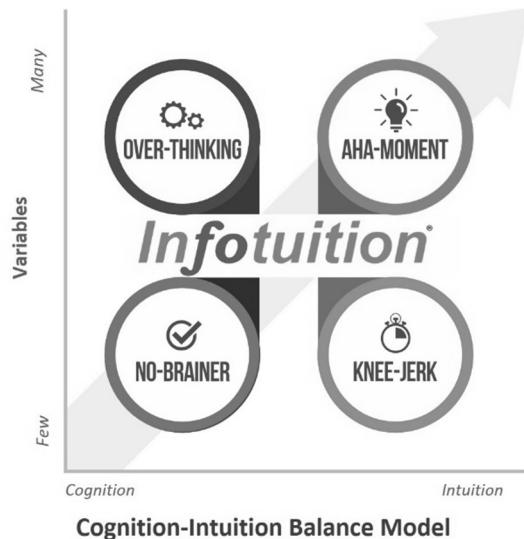 Many
OVER-THINKING
AHA-MOMENT
Variables
Infotuition®
NO-BRAINER
KNEE-JERK
Few
Cognition
Intuition
Cognition-Intuition Balance Model